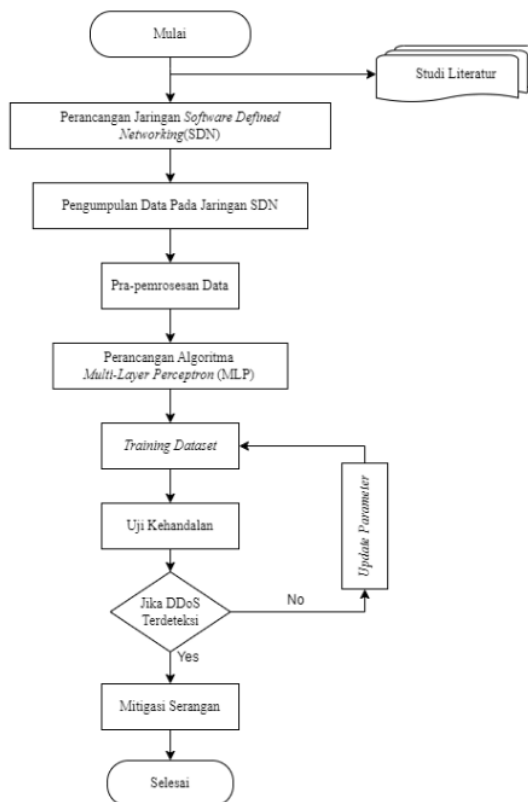 Mulai
Studi Literatur
Perancangan Jaringan Software Defined
Networking(SDN)
Pengumpulan Data Pada Jaringan SDN
Pra-pemrosesan Data
Perancangan Algoritma
Multi-Layer Perceptron (MLP)
Training Dataset
Update Parameter
Uji Kehandalan
Jika DDoS
Terdeteksi
No
Yes
Mitigasi Serangan
Selesai